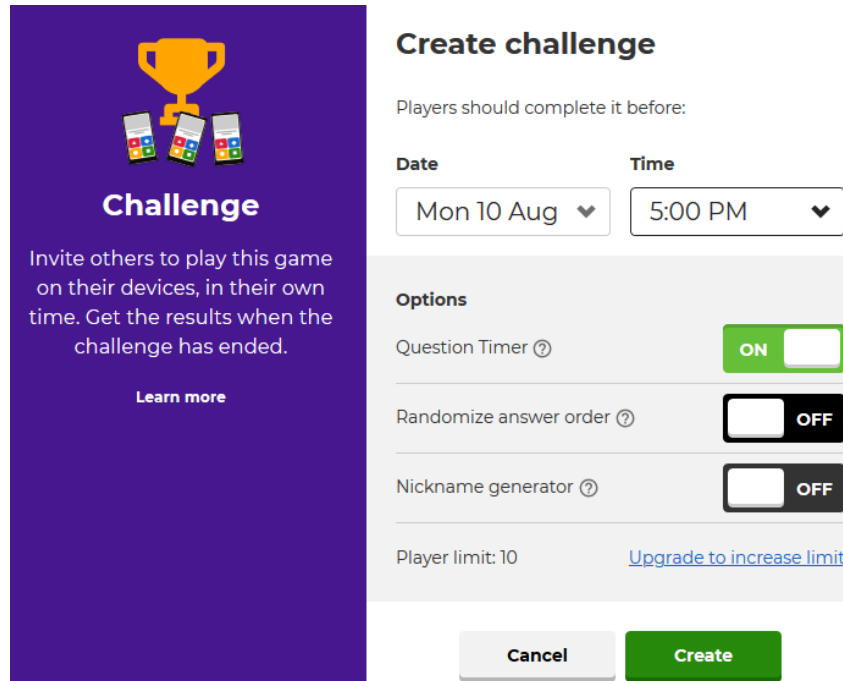 Challenge
Invite others to play this game
on their devices, in their own
time. Get the results when the
challenge has ended.
Learn more
Create challenge
Players should complete it before:
Date Time
Mon 10 Aug 5:00 PM
Options
Question Timer ? ON
Randomize answer order ? OFF
Nickname generator ? OFF
Player limit: 10 Upgrade to increase limit
Cancel Create